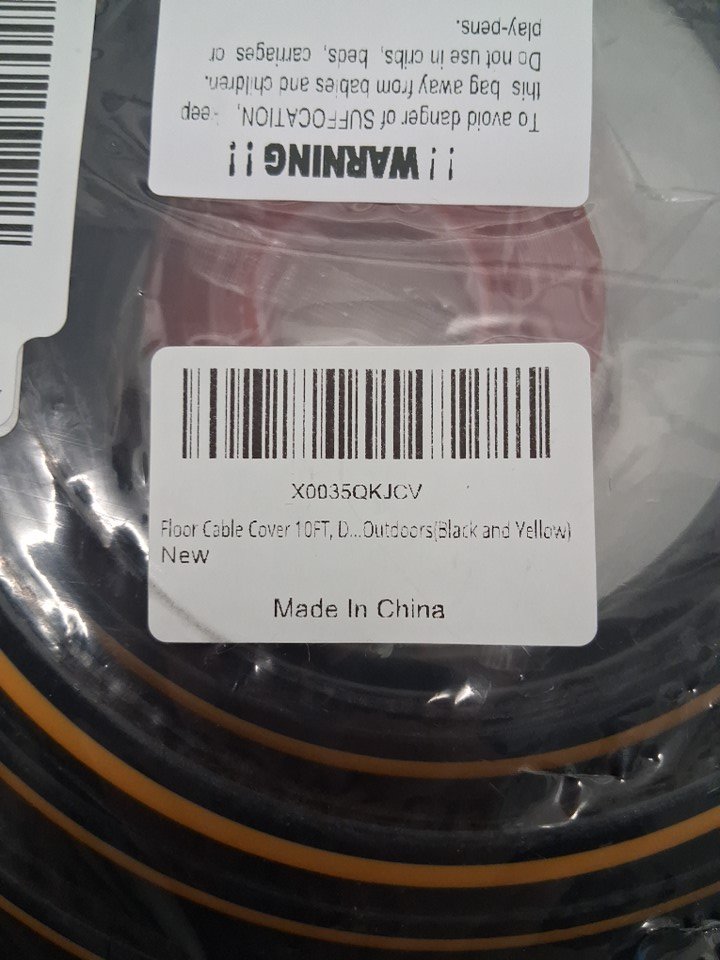 !! WARNING !!
To avoid danger of SUFFOCATION, eep
this bag away from babies and children.
Do not use in cribs, beds, carriages or
play-pens.
X0035QKJCV
Floor Cable Cover 10FT, D...Outdoors(Black and Yellow)
New
Made In China